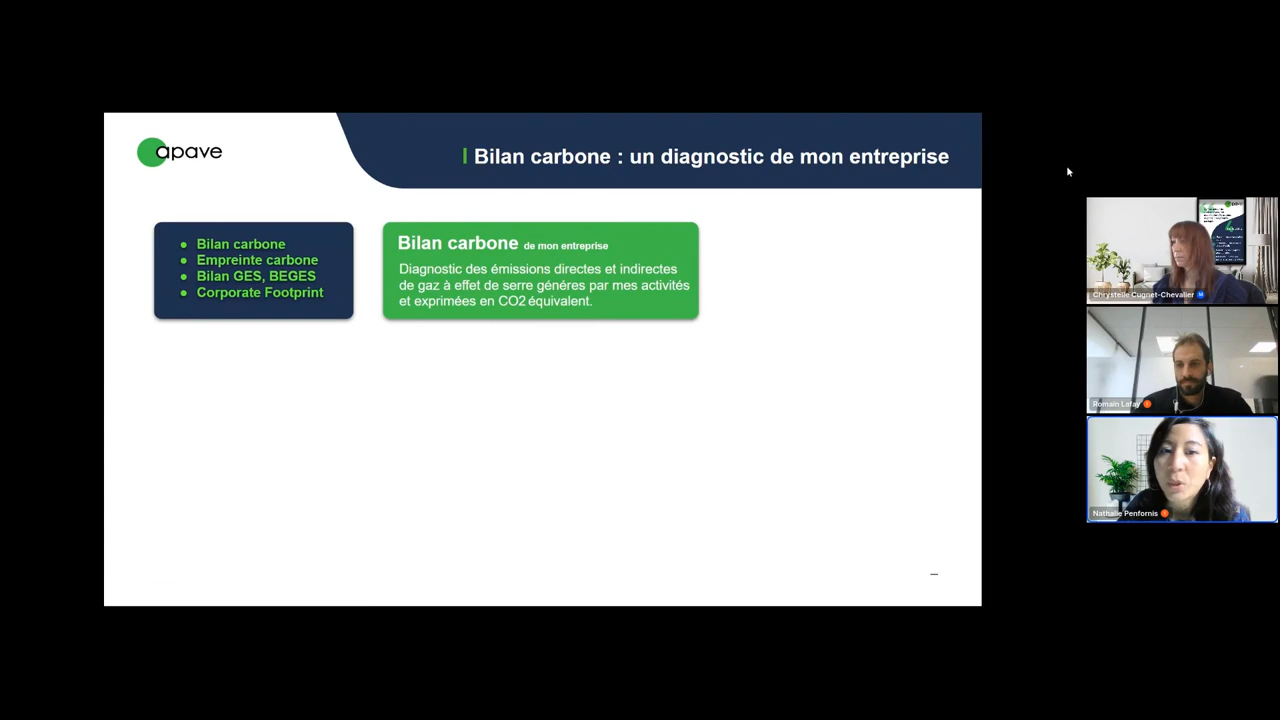 apave
Bilan carbone : un diagnostic de mon entreprise
Bilan carbone
Empreinte carbone
Bilan GES, BEGES
Corporate Footprint
Bilan carbone de mon entreprise
Diagnostic des émissions directes et indirectes
de gaz à effet de serre généres par mes activités
et exprimées en CO2 équivalent.
Chrystelle Cugnet-Chevalier
Romain Lafay
Nathalie Penfornis